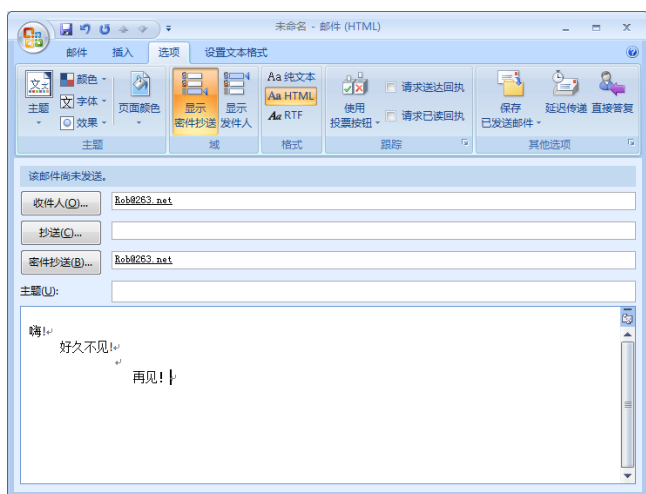 未命名 - 邮件 (HTML)
邮件 插入 选项 设置文本格式
文 颜色 Aa 纯文本 请求送达回执
主题 文 字体 页面颜色 显示密件抄送 显示发件人 Aa HTML 使用投票按钮 请求已读回执 保存已发送邮件 延迟传递 直接答复
效果 Aa RTF
主题 域 格式 跟踪 其他选项
该邮件尚未发送。
收件人(O)... Rob@263.net
抄送(C)...
密件抄送(B)... Rob@263.net
主题(U):
嗨!
好久不见!
再见!